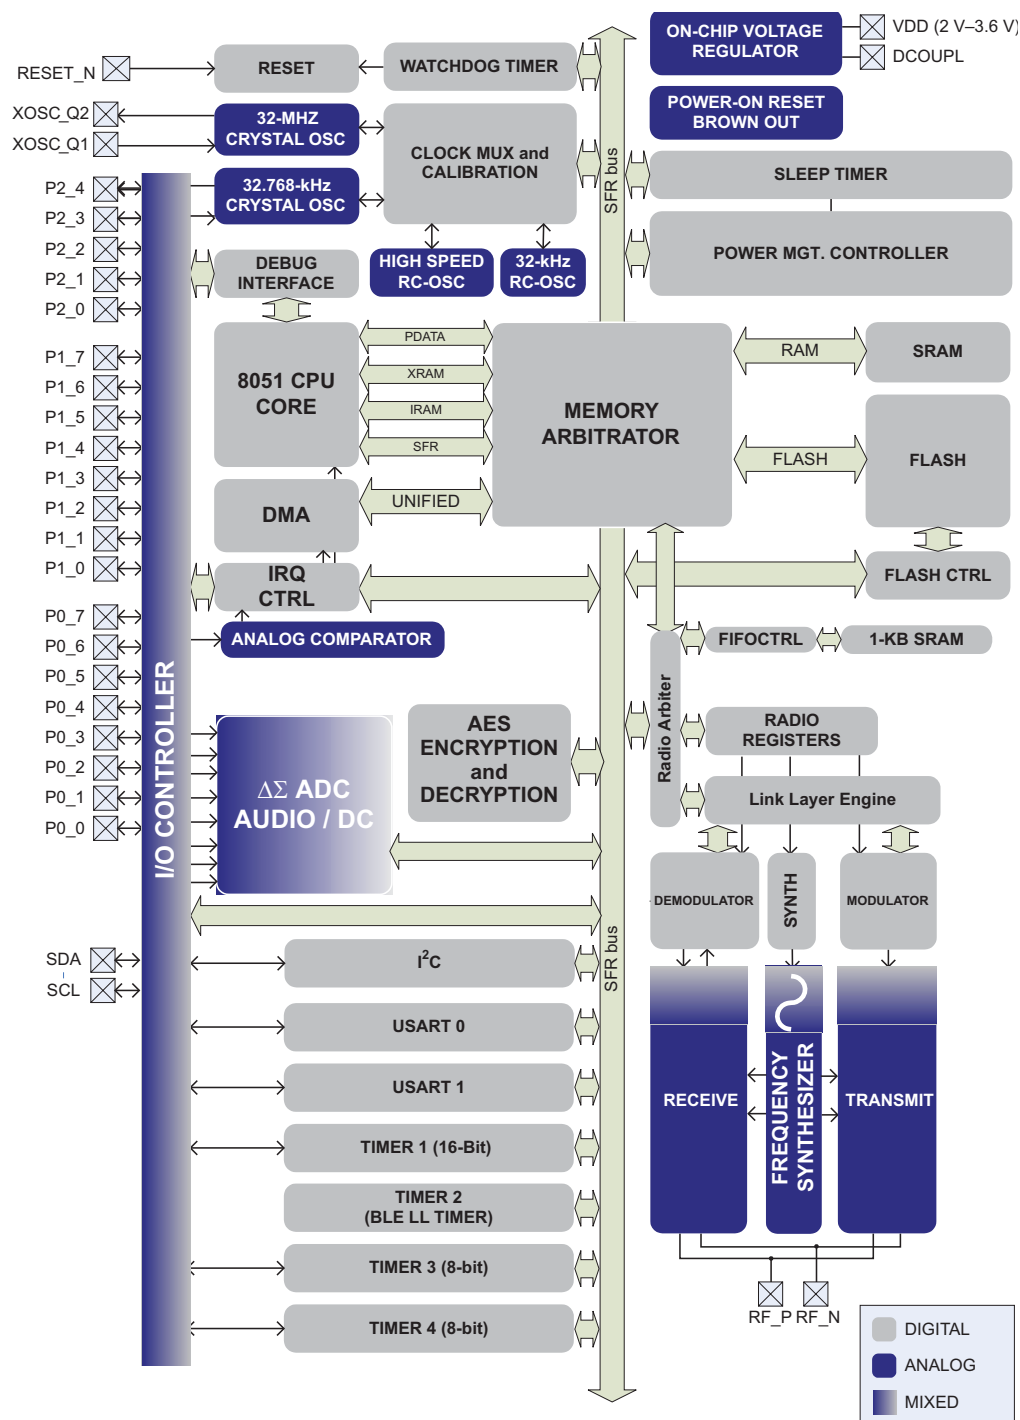 ON-CHIP VOLTAGE
REGULATOR
VDD (2 V–3.6 V)
DCOUPL
RESET_N
RESET
WATCHDOG TIMER
POWER-ON RESET
BROWN OUT
XOSC_Q2
XOSC_Q1
32-MHZ
CRYSTAL OSC
CLOCK MUX and
CALIBRATION
SFR bus
SLEEP TIMER
32.768-kHz
CRYSTAL OSC
P2_4
P2_3
P2_2
P2_1
P2_0
POWER MGT. CONTROLLER
DEBUG
INTERFACE
HIGH SPEED
RC-OSC
32-kHz
RC-OSC
P1_7
P1_6
P1_5
P1_4
P1_3
P1_2
P1_1
P1_0
8051 CPU
CORE
PDATA
XRAM
IRAM
SFR
MEMORY
ARBITRATOR
RAM
SRAM
FLASH
FLASH
DMA
UNIFIED
IRQ
CTRL
FLASH CTRL
P0_7
P0_6
P0_5
P0_4
P0_3
P0_2
P0_1
P0_0
ANALOG COMPARATOR
FIFOCTRL
1-KB SRAM
I/O CONTROLLER
Radio Arbiter
RADIO
REGISTERS
AES
ENCRYPTION
and
DECRYPTION
ΔΣ ADC
AUDIO / DC
Link Layer Engine
DEMODULATOR
SYNTH
MODULATOR
SDA
SCL
I2C
SFR bus
USART 0
USART 1
TIMER 1 (16-Bit)
TIMER 2
(BLE LL TIMER)
TIMER 3 (8-bit)
TIMER 4 (8-bit)
RECEIVE
FREQUENCY
SYNTHESIZER
TRANSMIT
RF_P
RF_N
DIGITAL
ANALOG
MIXED